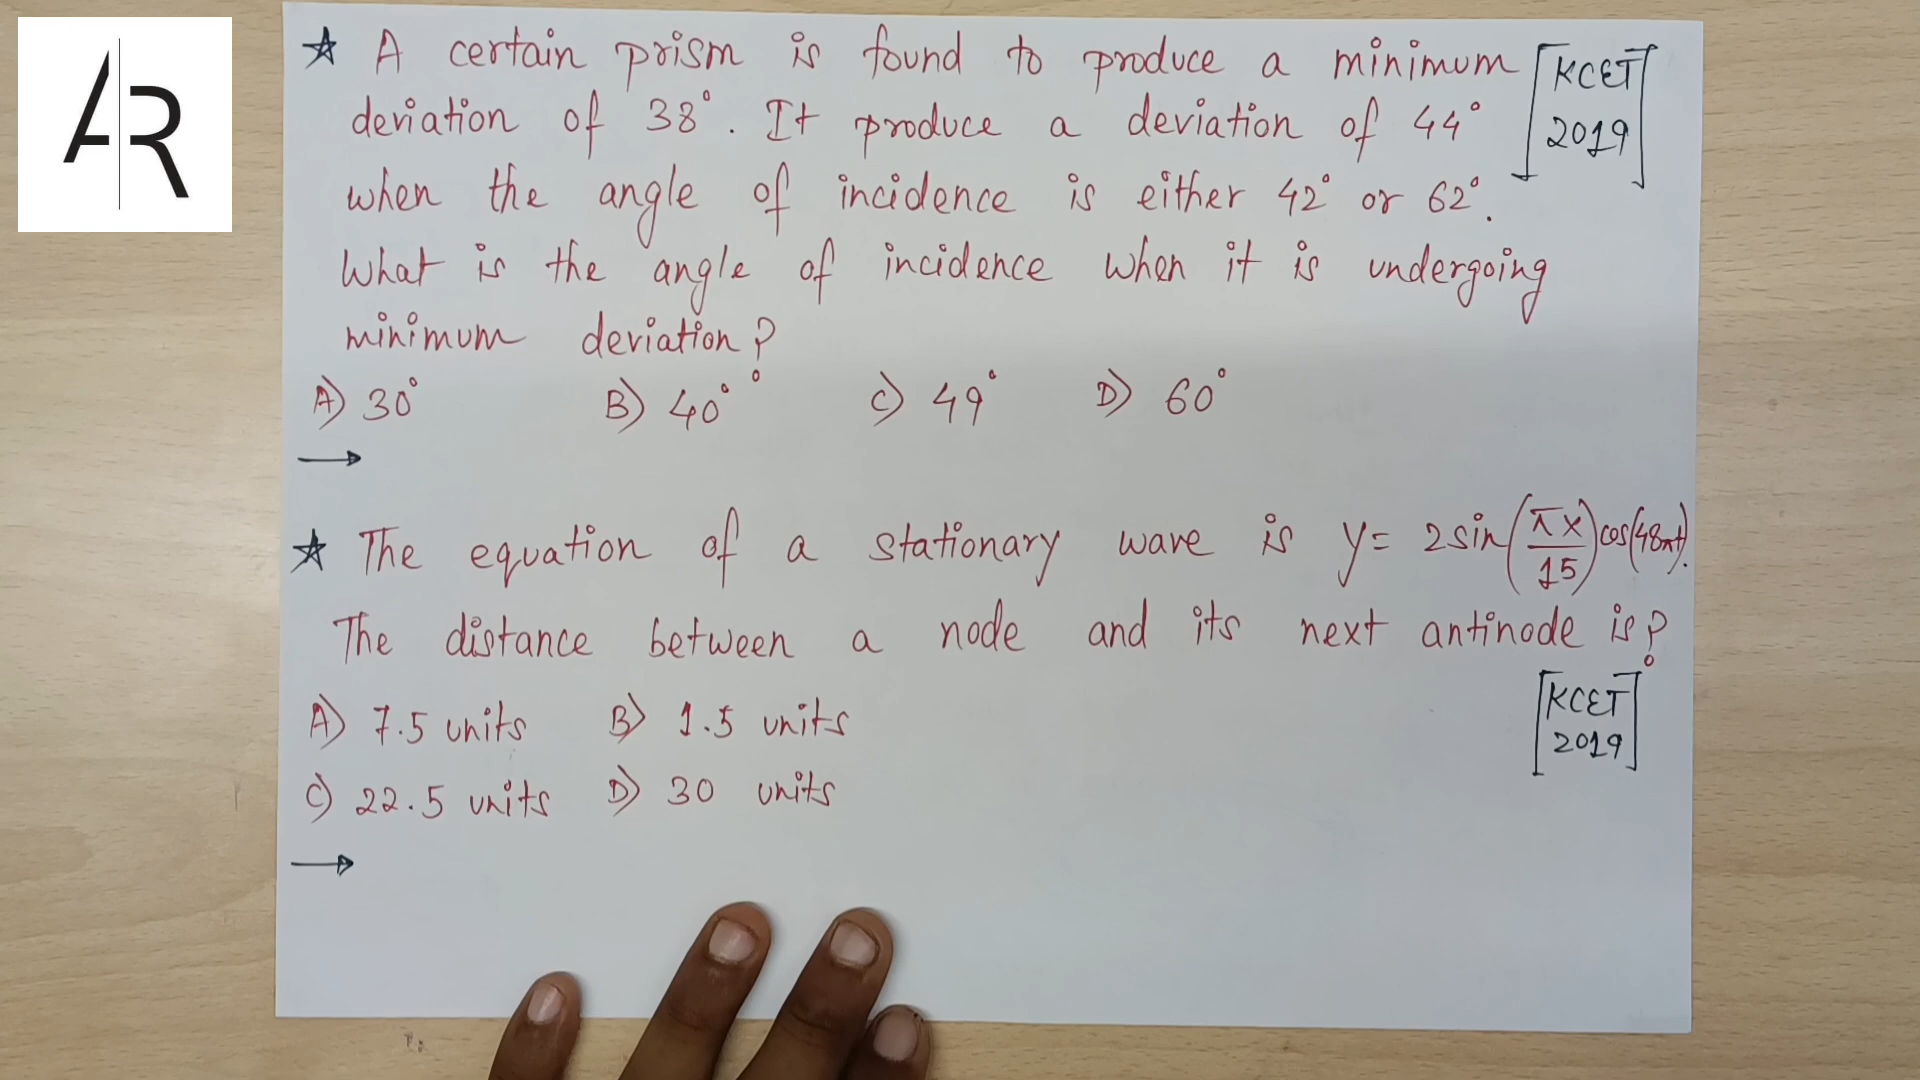 AR
☆ A certain prism is found to produce a minimum [KCET
deviation of 38°. It produce a deviation of 44° 2019]
when the angle of incidence is either 42° or 62°.
What is the angle of incidence when it is undergoing
minimum deviation?
A) 30° B) 40° C) 49° D) 60°
→
☆ The equation of a stationary wave is y= 2sin(πx/15)cos(48πt).
The distance between a node and its next antinode is?
[KCET
2019]
A) 7.5 units B) 1.5 units
C) 22.5 units D) 30 units
→